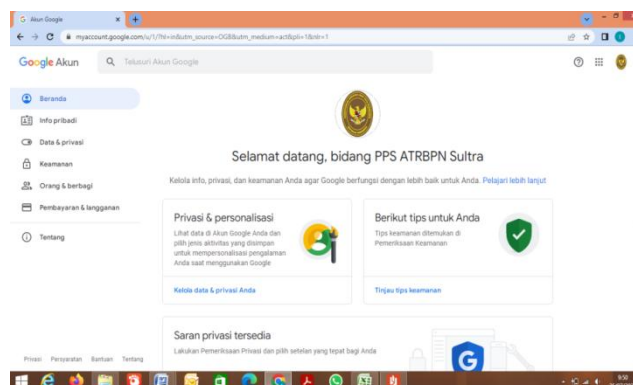 Akun Google
myaccount.google.com/u/1/?hl=in&utm_source=OGB&utm_medium=act&pli=1&nlr=1
Google Akun
Telusuri Akun Google
Beranda
Info pribadi
Data & privasi
Keamanan
Orang & berbagi
Pembayaran & langganan
Tentang
Selamat datang, bidang PPS ATRBPN Sultra
Kelola info, privasi, dan keamanan Anda agar Google berfungsi dengan lebih baik untuk Anda. Pelajari lebih lanjut
Privasi & personalisasi
Lihat data di Akun Google Anda dan
pilih jenis aktivitas yang disimpan
untuk mempersonalisasi pengalaman
Anda saat menggunakan Google
Kelola data & privasi Anda
Berikut tips untuk Anda
Tips keamanan ditemukan di
Pemeriksaan Keamanan
Tinjau tips keamanan
Saran privasi tersedia
Lakukan Pemeriksaan Privasi dan pilih setelan yang tepat bagi Anda
Privasi Persyaratan Bantuan Tentang
9:50